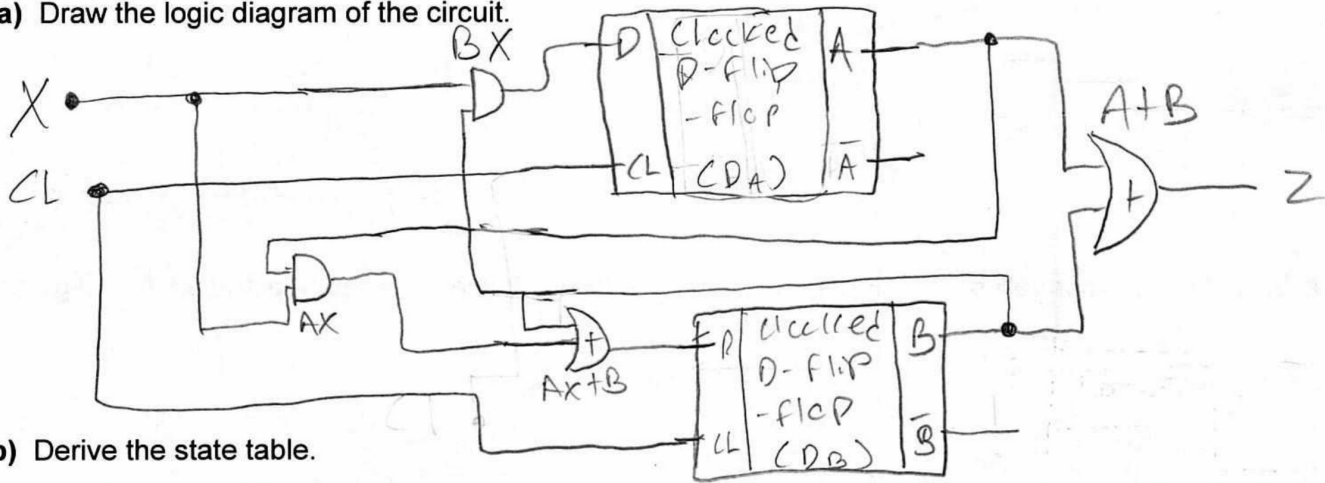 a) Draw the logic diagram of the circuit.
BX
X
CL
D
Clocked
D-flip
-flop
(DA)
CL
A
Ā
A+B
+
Z
AX
+
AX+B
D
Clocked
D-flip
-flop
(DB)
CL
B
B̄
b) Derive the state table.